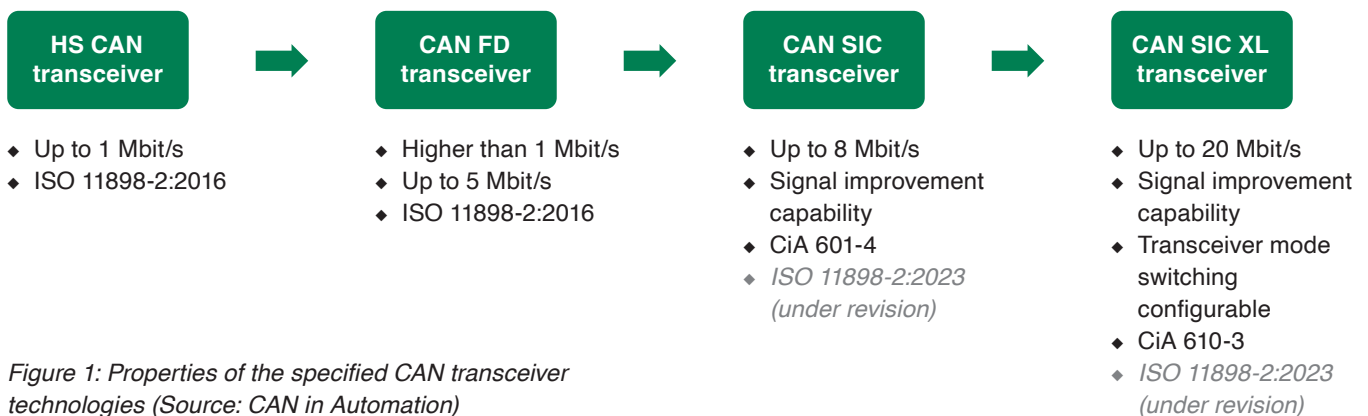 HS CAN
transceiver
◆ Up to 1 Mbit/s
◆ ISO 11898-2:2016
CAN FD
transceiver
◆ Higher than 1 Mbit/s
◆ Up to 5 Mbit/s
◆ ISO 11898-2:2016
CAN SIC
transceiver
◆ Up to 8 Mbit/s
◆ Signal improvement
capability
◆ CiA 601-4
◆ ISO 11898-2:2023
(under revision)
CAN SIC XL
transceiver
◆ Up to 20 Mbit/s
◆ Signal improvement
capability
◆ Transceiver mode
switching
configurable
◆ CiA 610-3
◆ ISO 11898-2:2023
(under revision)
Figure 1: Properties of the specified CAN transceiver
technologies (Source: CAN in Automation)